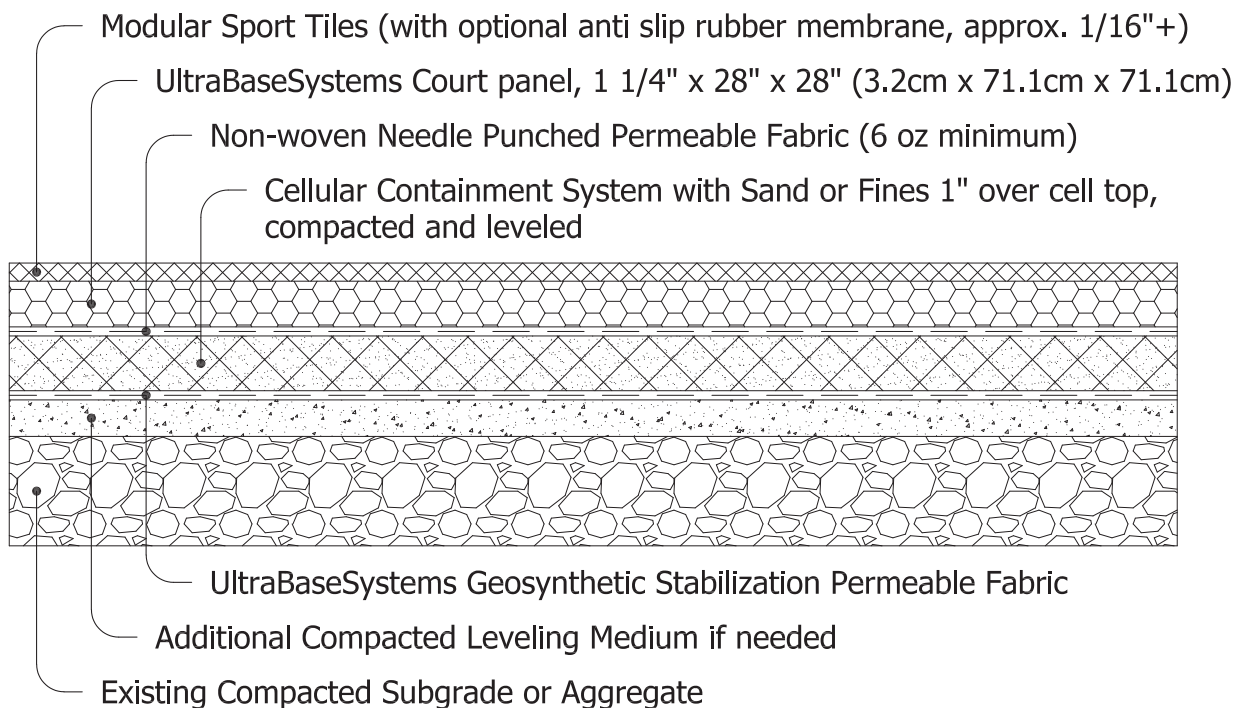 Modular Sport Tiles (with optional anti slip rubber membrane, approx. 1/16"+)
UltraBaseSystems Court panel, 1 1/4" x 28" x 28" (3.2cm x 71.1cm x 71.1cm)
Non-woven Needle Punched Permeable Fabric (6 oz minimum)
Cellular Containment System with Sand or Fines 1" over cell top,
compacted and leveled
UltraBaseSystems Geosynthetic Stabilization Permeable Fabric
Additional Compacted Leveling Medium if needed
Existing Compacted Subgrade or Aggregate